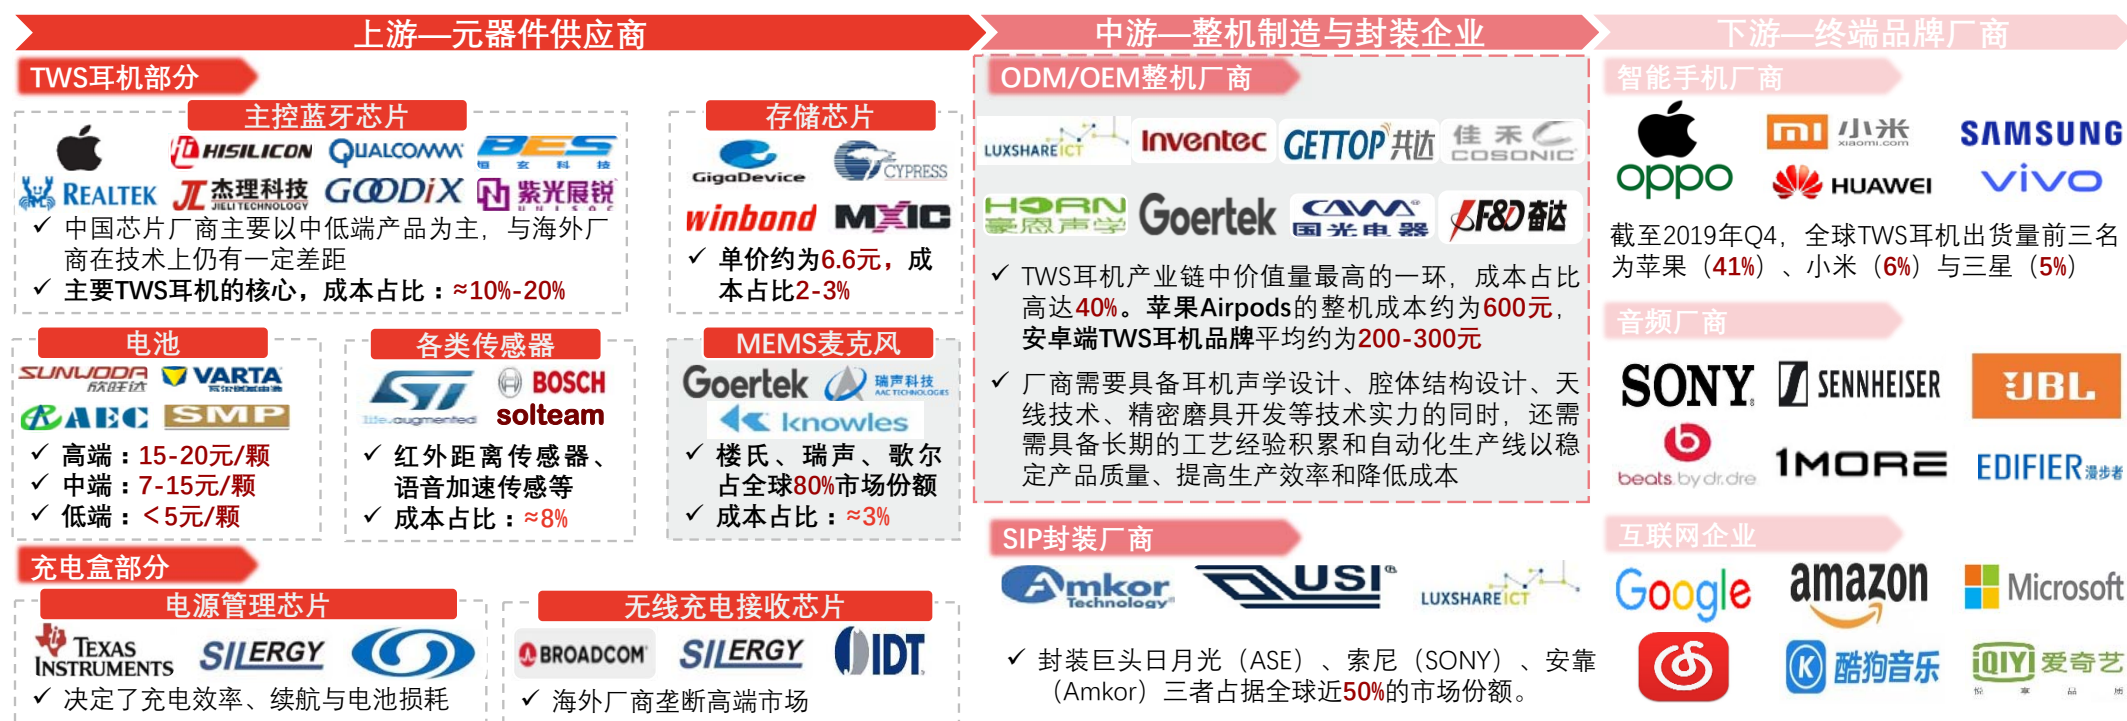 上游—元器件供应商
TWS耳机部分
主控蓝牙芯片
HISILICON
QUALCOMM
BES
恒玄科技
REALTEK
杰理科技
JIELI TECHNOLOGY
GOODiX
紫光展锐
UNISOC
✓ 中国芯片厂商主要以中低端产品为主，与海外厂
商在技术上仍有一定差距
✓ 主要TWS耳机的核心，成本占比：≈10%-20%
存储芯片
GigaDevice
CYPRESS
winbond
MXIC
✓ 单价约为6.6元，成
本占比2-3%
电池
SUNWODA
欣旺达
VARTA
AEC
SMP
✓ 高端：15-20元/颗
✓ 中端：7-15元/颗
✓ 低端：＜5元/颗
各类传感器
ST
life.augmented
BOSCH
solteam
✓ 红外距离传感器、
语音加速传感等
✓ 成本占比：≈8%
MEMS麦克风
Goertek
瑞声科技
AAC TECHNOLOGIES
knowles
✓ 楼氏、瑞声、歌尔
占全球80%市场份额
✓ 成本占比：≈3%
充电盒部分
电源管理芯片
TEXAS
INSTRUMENTS
SILERGY
✓ 决定了充电效率、续航与电池损耗
无线充电接收芯片
BROADCOM
SILERGY
IDT
✓ 海外厂商垄断高端市场
中游—整机制造与封装企业
ODM/OEM整机厂商
LUXSHARE ICT
Inventec
GETTOP 共达
佳禾
COSONIC
HORN
豪恩声学
Goertek
国光电器
F&D 奋达
✓ TWS耳机产业链中价值量最高的一环，成本占比
高达40%。苹果Airpods的整机成本约为600元，
安卓端TWS耳机品牌平均约为200-300元
✓ 厂商需要具备耳机声学设计、腔体结构设计、天
线技术、精密磨具开发等技术实力的同时，还需
需具备长期的工艺经验积累和自动化生产线以稳
定产品质量、提高生产效率和降低成本
SIP封装厂商
Amkor
Technology
USI
LUXSHARE ICT
✓ 封装巨头日月光（ASE）、索尼（SONY）、安靠
（Amkor）三者占据全球近50%的市场份额。
下游—终端品牌厂商
智能手机厂商
小米
xiaomi.com
SAMSUNG
oppo
HUAWEI
vivo
截至2019年Q4，全球TWS耳机出货量前三名
为苹果（41%）、小米（6%）与三星（5%）
音频厂商
SONY
SENNHEISER
JBL
beats by dr.dre
1MORE
EDIFIER 漫步者
互联网企业
Google
amazon
Microsoft
酷狗音乐
iQIYI 爱奇艺
悦享品质